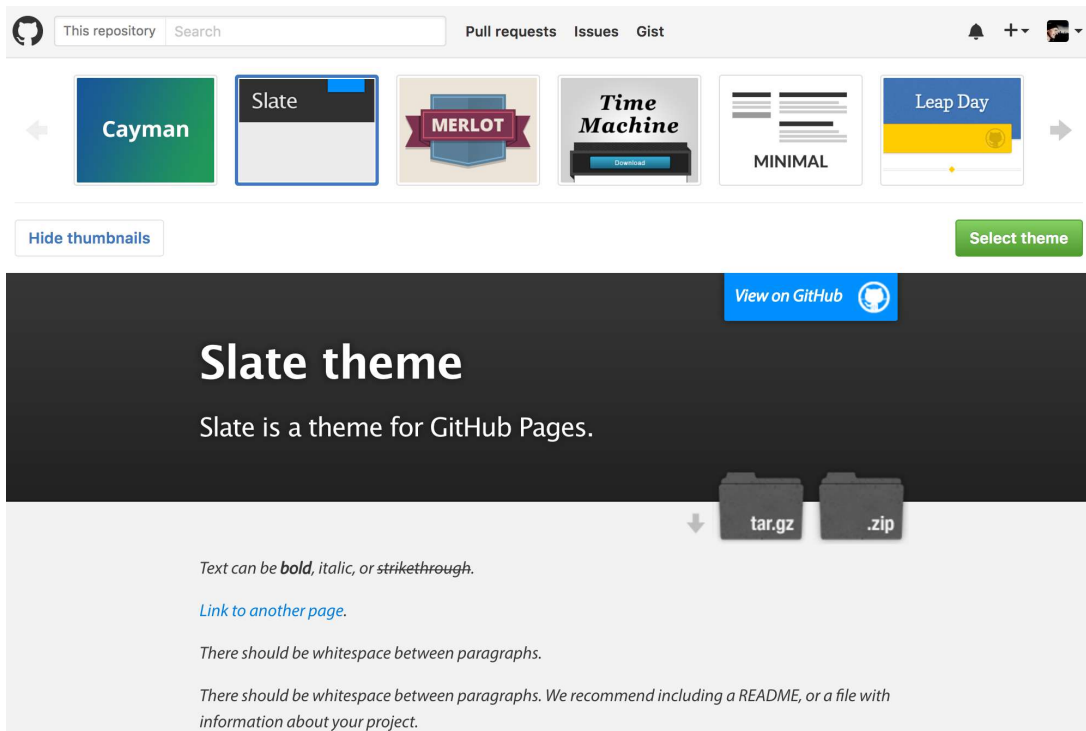 This repository Search Pull requests Issues Gist
Cayman
Slate
MERLOT
Time
Machine
Download
MINIMAL
Leap Day
Hide thumbnails
Select theme
View on GitHub
Slate theme
Slate is a theme for GitHub Pages.
tar.gz
.zip
Text can be bold, italic, or strikethrough.
Link to another page.
There should be whitespace between paragraphs.
There should be whitespace between paragraphs. We recommend including a README, or a file with
information about your project.